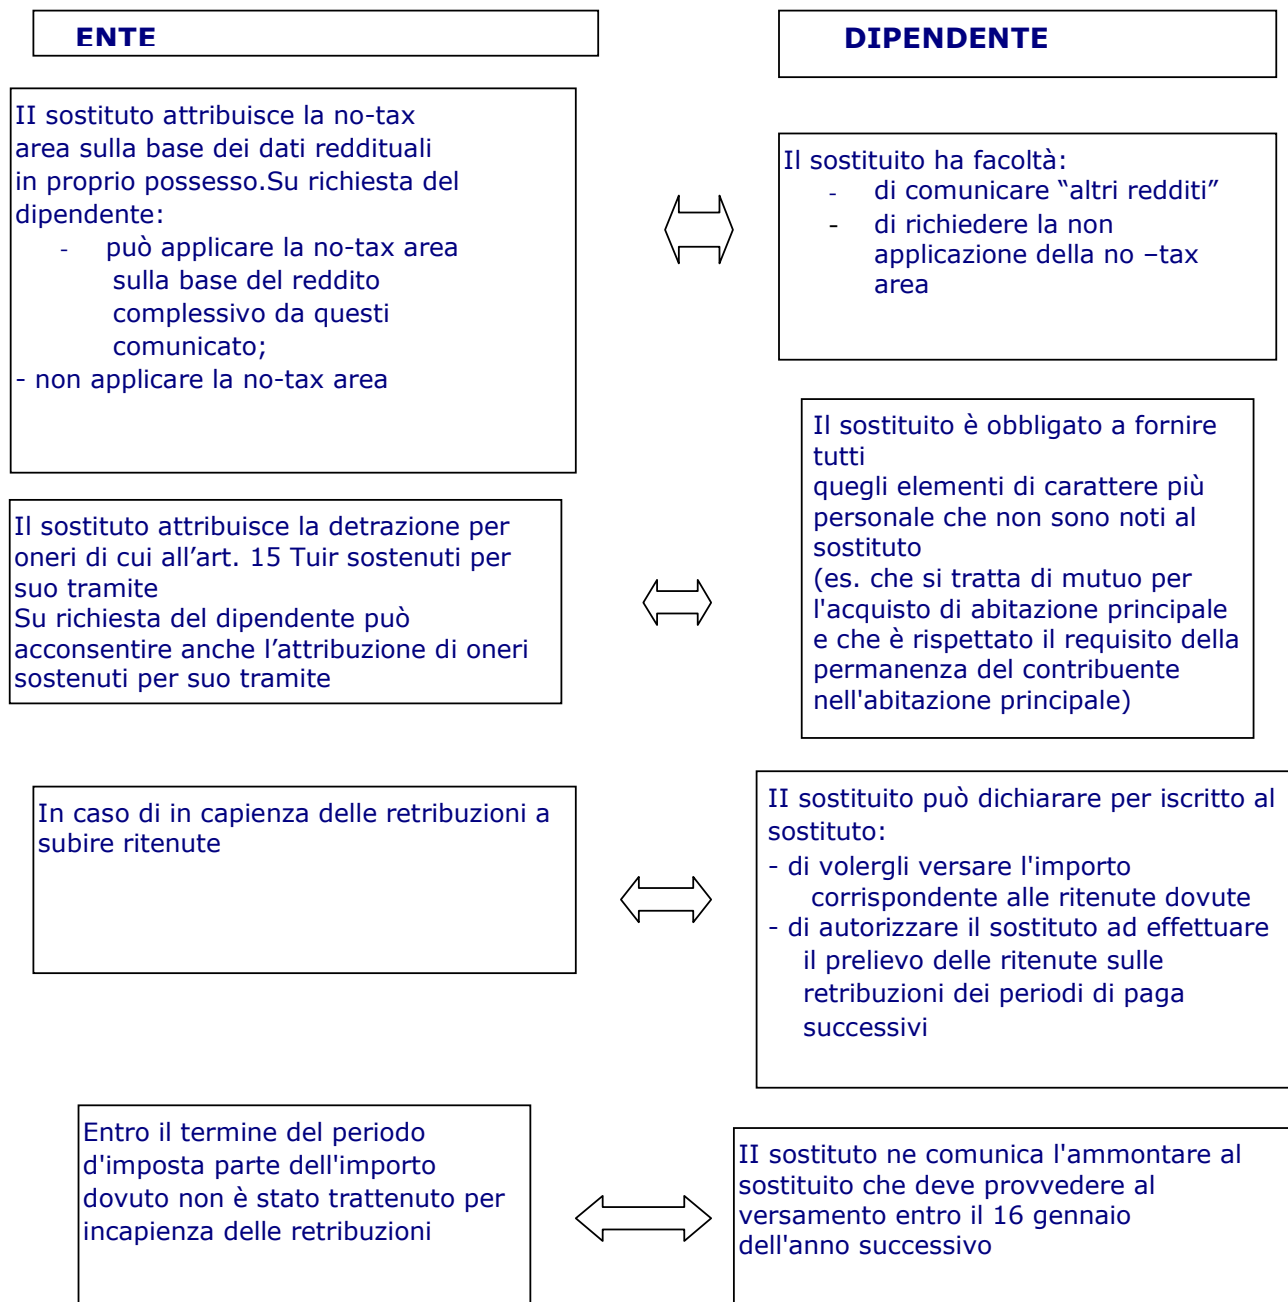 ENTE
DIPENDENTE
II sostituto attribuisce la no-tax
area sulla base dei dati reddituali
in proprio possesso.Su richiesta del
dipendente:
- può applicare la no-tax area
sulla base del reddito
complessivo da questi
comunicato;
- non applicare la no-tax area
Il sostituito ha facoltà:
- di comunicare “altri redditi”
- di richiedere la non
applicazione della no –tax
area
Il sostituto attribuisce la detrazione per
oneri di cui all’art. 15 Tuir sostenuti per
suo tramite
Su richiesta del dipendente può
acconsentire anche l’attribuzione di oneri
sostenuti per suo tramite
Il sostituito è obbligato a fornire
tutti
quegli elementi di carattere più
personale che non sono noti al
sostituto
(es. che si tratta di mutuo per
l'acquisto di abitazione principale
e che è rispettato il requisito della
permanenza del contribuente
nell'abitazione principale)
In caso di in capienza delle retribuzioni a
subire ritenute
II sostituito può dichiarare per iscritto al
sostituto:
- di volergli versare l'importo
corrispondente alle ritenute dovute
- di autorizzare il sostituto ad effettuare
il prelievo delle ritenute sulle
retribuzioni dei periodi di paga
successivi
Entro il termine del periodo
d'imposta parte dell'importo
dovuto non è stato trattenuto per
incapienza delle retribuzioni
II sostituto ne comunica l'ammontare al
sostituito che deve provvedere al
versamento entro il 16 gennaio
dell'anno successivo